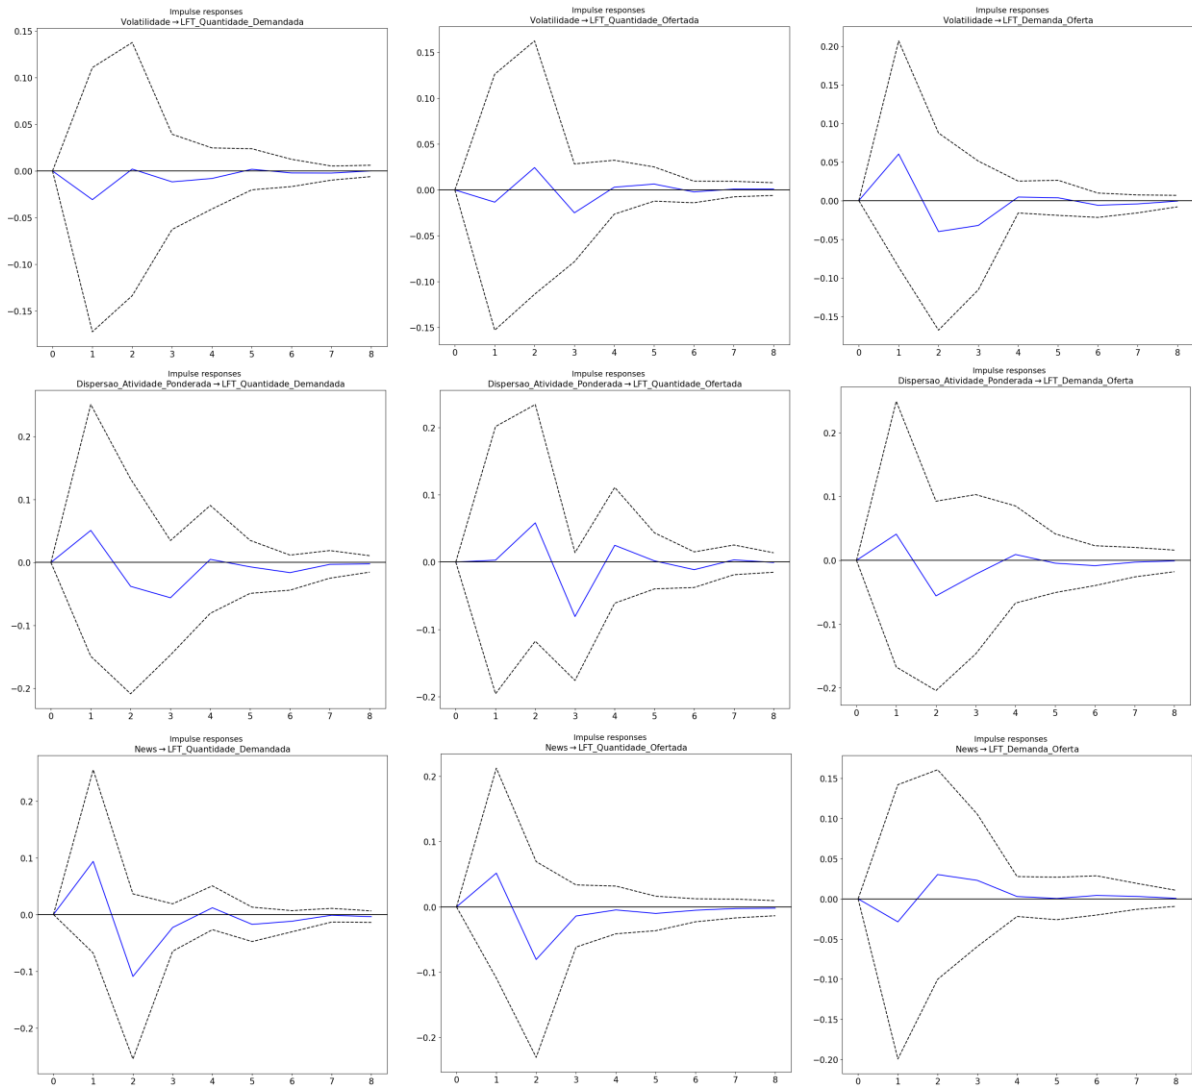 Impulse responses
Volatilidade → LFT_Quantidade_Demandada
0.15
0.10
0.05
0.00
−0.05
−0.10
−0.15
0 1 2 3 4 5 6 7 8
Impulse responses
Volatilidade → LFT_Quantidade_Ofertada
0.15
0.10
0.05
0.00
−0.05
−0.10
−0.15
0 1 2 3 4 5 6 7 8
Impulse responses
Volatilidade → LFT_Demanda_Oferta
0.20
0.15
0.10
0.05
0.00
−0.05
−0.10
−0.15
0 1 2 3 4 5 6 7 8
Impulse responses
Dispersao_Atividade_Ponderada → LFT_Quantidade_Demandada
0.2
0.1
0.0
−0.1
−0.2
0 1 2 3 4 5 6 7 8
Impulse responses
Dispersao_Atividade_Ponderada → LFT_Quantidade_Ofertada
0.2
0.1
0.0
−0.1
−0.2
0 1 2 3 4 5 6 7 8
Impulse responses
Dispersao_Atividade_Ponderada → LFT_Demanda_Oferta
0.2
0.1
0.0
−0.1
−0.2
0 1 2 3 4 5 6 7 8
Impulse responses
News → LFT_Quantidade_Demandada
0.2
0.1
0.0
−0.1
−0.2
0 1 2 3 4 5 6 7 8
Impulse responses
News → LFT_Quantidade_Ofertada
0.2
0.1
0.0
−0.1
−0.2
0 1 2 3 4 5 6 7 8
Impulse responses
News → LFT_Demanda_Oferta
0.15
0.10
0.05
0.00
−0.05
−0.10
−0.15
−0.20
0 1 2 3 4 5 6 7 8